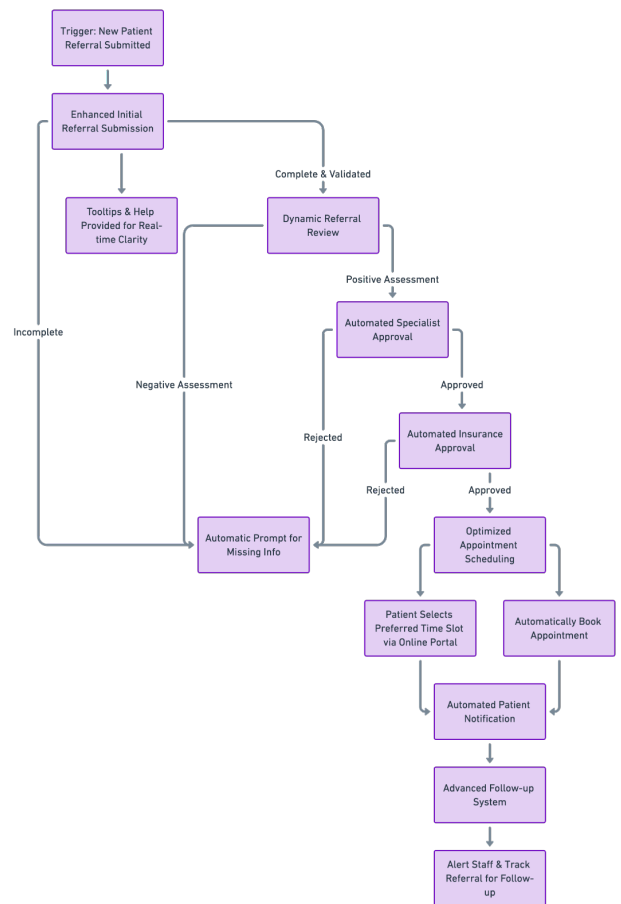 Trigger: New Patient
Referral Submitted
Enhanced Initial
Referral Submission
Complete & Validated
Tooltips & Help
Provided for Real-
time Clarity
Dynamic Referral
Review
Positive Assessment
Incomplete
Automated Specialist
Approval
Negative Assessment
Approved
Rejected
Automated Insurance
Approval
Rejected
Approved
Automatic Prompt for
Missing Info
Optimized
Appointment
Scheduling
Patient Selects
Preferred Time Slot
via Online Portal
Automatically Book
Appointment
Automated Patient
Notification
Advanced Follow-up
System
Alert Staff & Track
Referral for Follow-
up